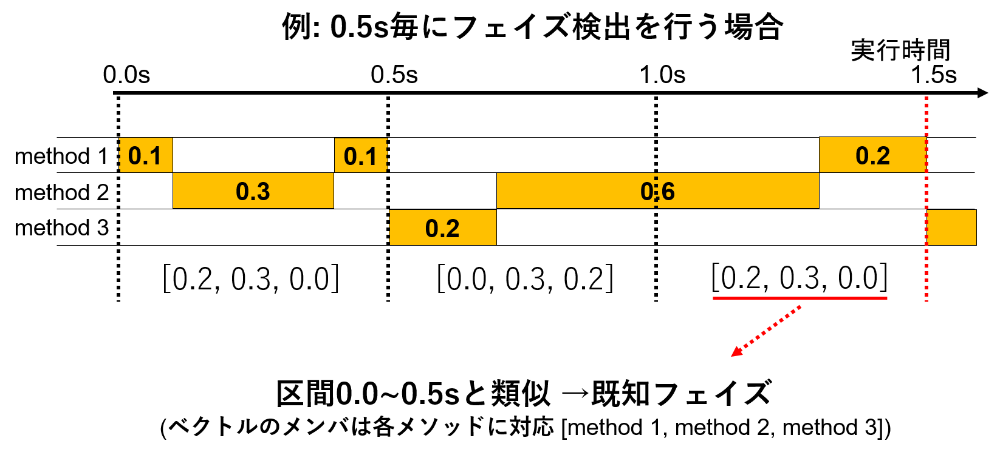 例: 0.5s毎にフェイズ検出を行う場合
実行時間
0.0s 0.5s 1.0s 1.5s
method 1 0.1 0.1 0.2
method 2 0.3 0.6
method 3 0.2
[0.2, 0.3, 0.0] [0.0, 0.3, 0.2] [0.2, 0.3, 0.0]
区間0.0~0.5sと類似 →既知フェイズ
(ベクトルのメンバは各メソッドに対応 [method 1, method 2, method 3])